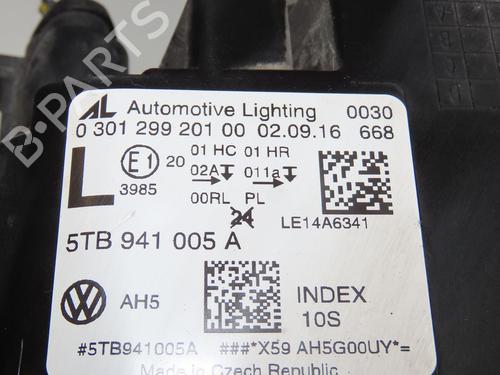 AL Automotive Lighting 0030
0 301 299 201 00 02.09.16 668
L E1 20 01 HC 01 HR
3985 02A 011a
00RL PL
24
LE14A6341
5TB 941 005 A
VW AH5 INDEX
10S
#5TB941005A ###*X59 AH5G00UY*=
Made in Czech Republic
B-PARTS